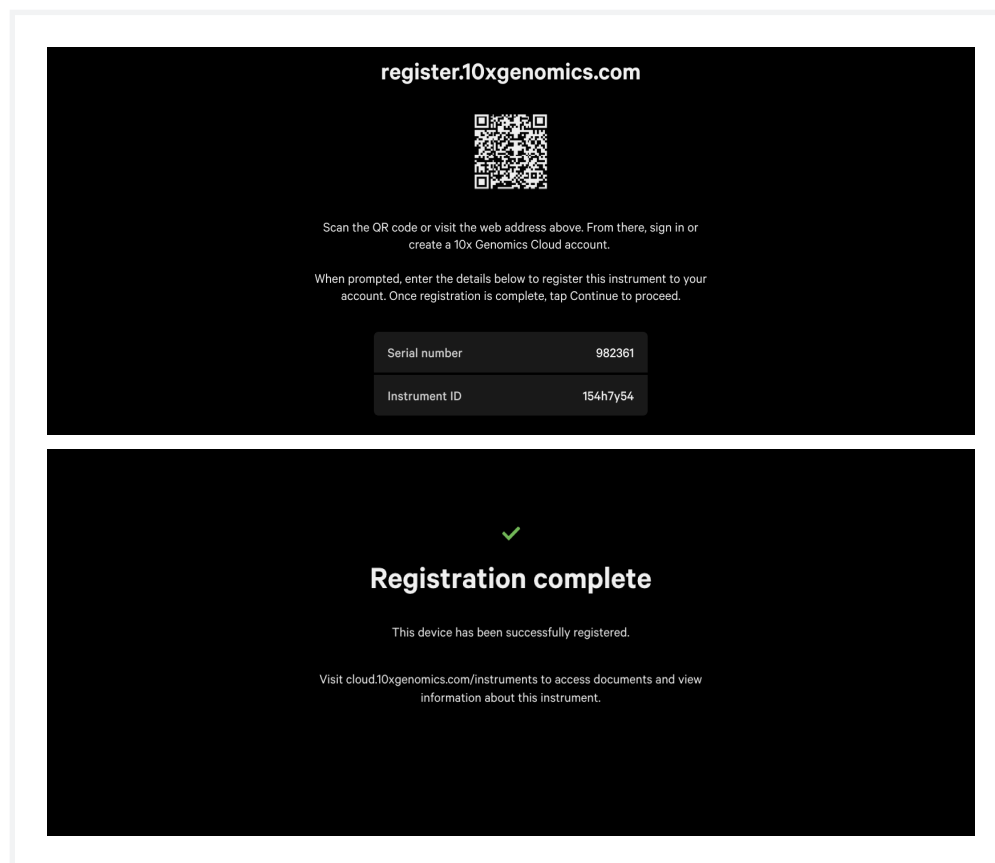 register.10xgenomics.com
Scan the QR code or visit the web address above. From there, sign in or
create a 10x Genomics Cloud account.
When prompted, enter the details below to register this instrument to your
account. Once registration is complete, tap Continue to proceed.
Serial number 982361
Instrument ID 154h7y54
Registration complete
This device has been successfully registered.
Visit cloud.10xgenomics.com/instruments to access documents and view
information about this instrument.